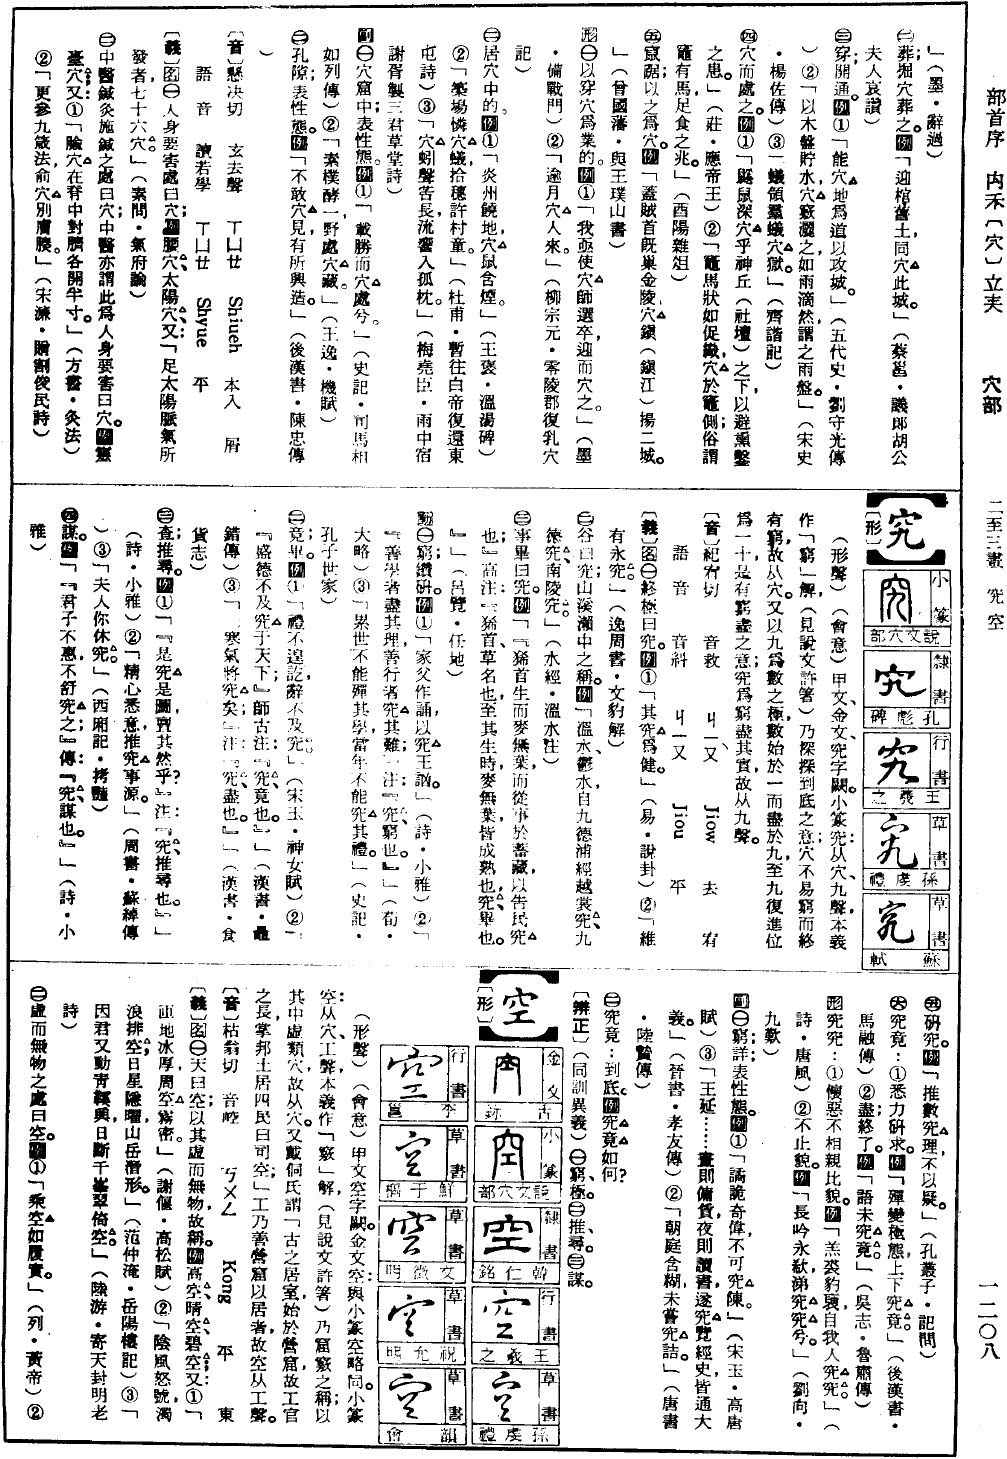 部首序　內禾〔穴〕立夫　　穴部　　二至三畫　究空　　一二〇八
」（墨·辭過）
㈡葬掘穴葬之。例「迎棺舊土，同穴此城。」（蔡邕·議郎胡公
夫人哀讚）
㈢穿；開通。例①「能穴地爲道以攻城。」（五代史·劉守光傳
）②「以木盤貯水，穴竅灑之如雨滴然，謂之雨盤。」（宋史
·楊佐傳）③「蟻領羣蟻穴獄。」（齊諧記）
㈣穴而處之。例①「鼷鼠深穴乎神丘（社壇）之下，以避熏鑿
之患。」（莊·應帝王）②「竈馬狀如促織，穴於竈側，俗謂
竈有馬，足食之兆。」（酉陽雜俎）
㈤竄踞以之爲穴。例「蓋賊首既巢金陵，穴鎮（鎮江）揚二城。
」（曾國藩·與王璞山書）
形㈠以穿穴爲業的。例①「我亟使穴師選卒，迎而穴之。」（墨
·備戰門）②「逾月穴人來。」（柳宗元·零陵郡復乳穴
記）
㈡居穴中的。例①「炎州饒地，穴鼠含煙。」（王褒·溫湯碑）
②「築場憐穴蟻，拾穗許村童。」（杜甫·暫往白帝復還東
屯詩）③「穴蚓聲苦長，流響入孤枕。」（梅堯臣·雨中宿
謝胥製三君草堂詩）
副㈠穴窟中；表性態。例①「載勝而穴處兮。」（史記·司馬相
如列傳）②「素樸醇一，野處穴藏。」（王逸·機賦）
㈡孔隙；表性態。例「不敢穴見有所興造。」（後漢書·陳忠傳
）
〔音〕懸决切　玄去聲　ㄒㄩㄝ　Shiueh　本入　屑
語　音　讀若學　ㄒㄩㄝ　Shyue　平
〔義〕名㈠人身要害處曰穴。例腰穴、太陽穴。又「足太陽脈氣所
發者七十六穴。」（素問·氣府論）
㈡中醫鍼灸施鍼之處曰穴；中醫亦謂此爲人身要害曰穴。例靈
臺穴。又①「臉穴在脊中，對臍各開半寸。」（方書·灸法）
②「更參九箴法，俞穴別膚腠。」（宋濂·贈劉俊民詩）
【究】
〔形〕
小篆　說文穴部
隸書　孔彪碑
行書　王羲之
草書　孫虔禮
草書　蘇軾
（形聲）（會意）甲文、金文究字闕。小篆究：从穴、九聲，本義
作「窮」解（見說文許箸），乃深探到底之意；穴不易窮而終
有窮，故从穴。又以九爲數之極，數始於一而盡於九，至九復進位
爲一十，是有窮盡之意，究爲窮盡其實，故从九聲。
〔音〕紀宥切　音救　ㄐㄧㄡˋ　Jiow　去　宥
語　音　音糾　ㄐㄧㄡ　Jiou　平
〔義〕名㈠終極曰究。例①「其究爲健。」（易·說卦）②「維
有永究。」（逸周書·文豹解）
㈡谷曰究；山溪瀨中之稱。例「溫水，鬱水，自九德浦經越裳究、九
德究、南陵究。」（水經·溫水注）
㈢事畢曰究。例「『豨首生而麥無葉，而從事於蓄藏，以告民究
也』高注：『豨首，草名也，至其生時，麥無葉，皆成熟也。究，畢也。
』」（呂覽·任地）
動㈠窮；讚研。例①「家父作誦，以究王訩。」（詩·小雅）②「
『善學者盡其理，善行者究其難』注：『究，窮也。』」（荀·
大略）③「累世不能殫其學，當年不能究其禮。」（史記·
孔子世家）
㈡竟；畢。例①「禮不遑訖，辭不及究。」（宋玉·神女賦）②「
『盛德不及究于天下』師古注：『究，竟也。』」（漢書·鼂
錯傳）③「『寒氣將究矣』注：『究，盡也。』」（漢書·食
貨志）
㈢查；推尋。例①「『是究是圖，亶其然乎？』注：『究，推尋也。』」
（詩·小雅）②「精心悉意，推究事源。」（周書·蘇綽傳
）③「夫人你休究。」（西廂記·拷豔）
㈣謀。例「『君子不惠，不舒究之。』傳：『究，謀也。』」（詩·小
雅）
㈤研究。例「推數究理，不以疑。」（孔叢子·記問）
㈥究竟：①悉力研求。例「彈變極態，上下究竟。」（後漢書·
馬融傳）②盡；終了。例「語未究竟。」（吳志·魯肅傳）
形究究：①懷惡不相親比貌。例「羔裘豹褎，自我人究究。」（
詩·唐風）②不止貌。例「長吟永欷，涕究究兮。」（劉向·
九歎）
副㈠窮；詳；表性態。例①「譎詭奇偉，不可究陳。」（宋玉·高唐
賦）③「王延……晝則傭賃，夜則讀書，遂究覽經史，皆通大
義。」（晉書·孝友傳）②「朝庭含糊，未嘗究詰。」（唐書
·陸贄傳）
㈡究竟：到底。例究竟如何？
〔辨正〕（同訓異義）㈠窮極。㈡推尋。㈢謀。
【空】
〔形〕
金文　古鉢
小篆　說文穴部
隸書　韓仁銘
行書　王羲之
草書　孫虔禮
行書　李邕
草書　鮮于樞
草書　文徵明
草書　祝允明
草書　韻會
（形聲）（會意）甲文空字闕。金文空：與小篆空略同。小篆
空：从穴、工聲，本義作「竅」解（見說文許箸），乃窟竅之稱；以
其中虛類穴，故从穴。又戴侗氏謂「古之居室始於營窟，故工官
之長，掌邦土，居四民，曰司空」，工乃善營窟以居者，故空从工聲。
〔音〕枯翁切　音崆　ㄎㄨㄥ　Kong　平　東
〔義〕名㈠天曰空；以其虛而無物故稱。例高空、晴空、碧空。又①「
匝地冰厚，周空霧密。」（謝偃·高松賦）②「陰風怒號，濁
浪排空；日星隱曜，山岳潛形。」（范仲淹·岳陽樓記）③「
因君又動青輕興，目斷千峯翠倚空。」（陸游·寄天封明老
詩）
㈡虛而無物之處曰空。例①「乘空如履實。」（列·黃帝）②